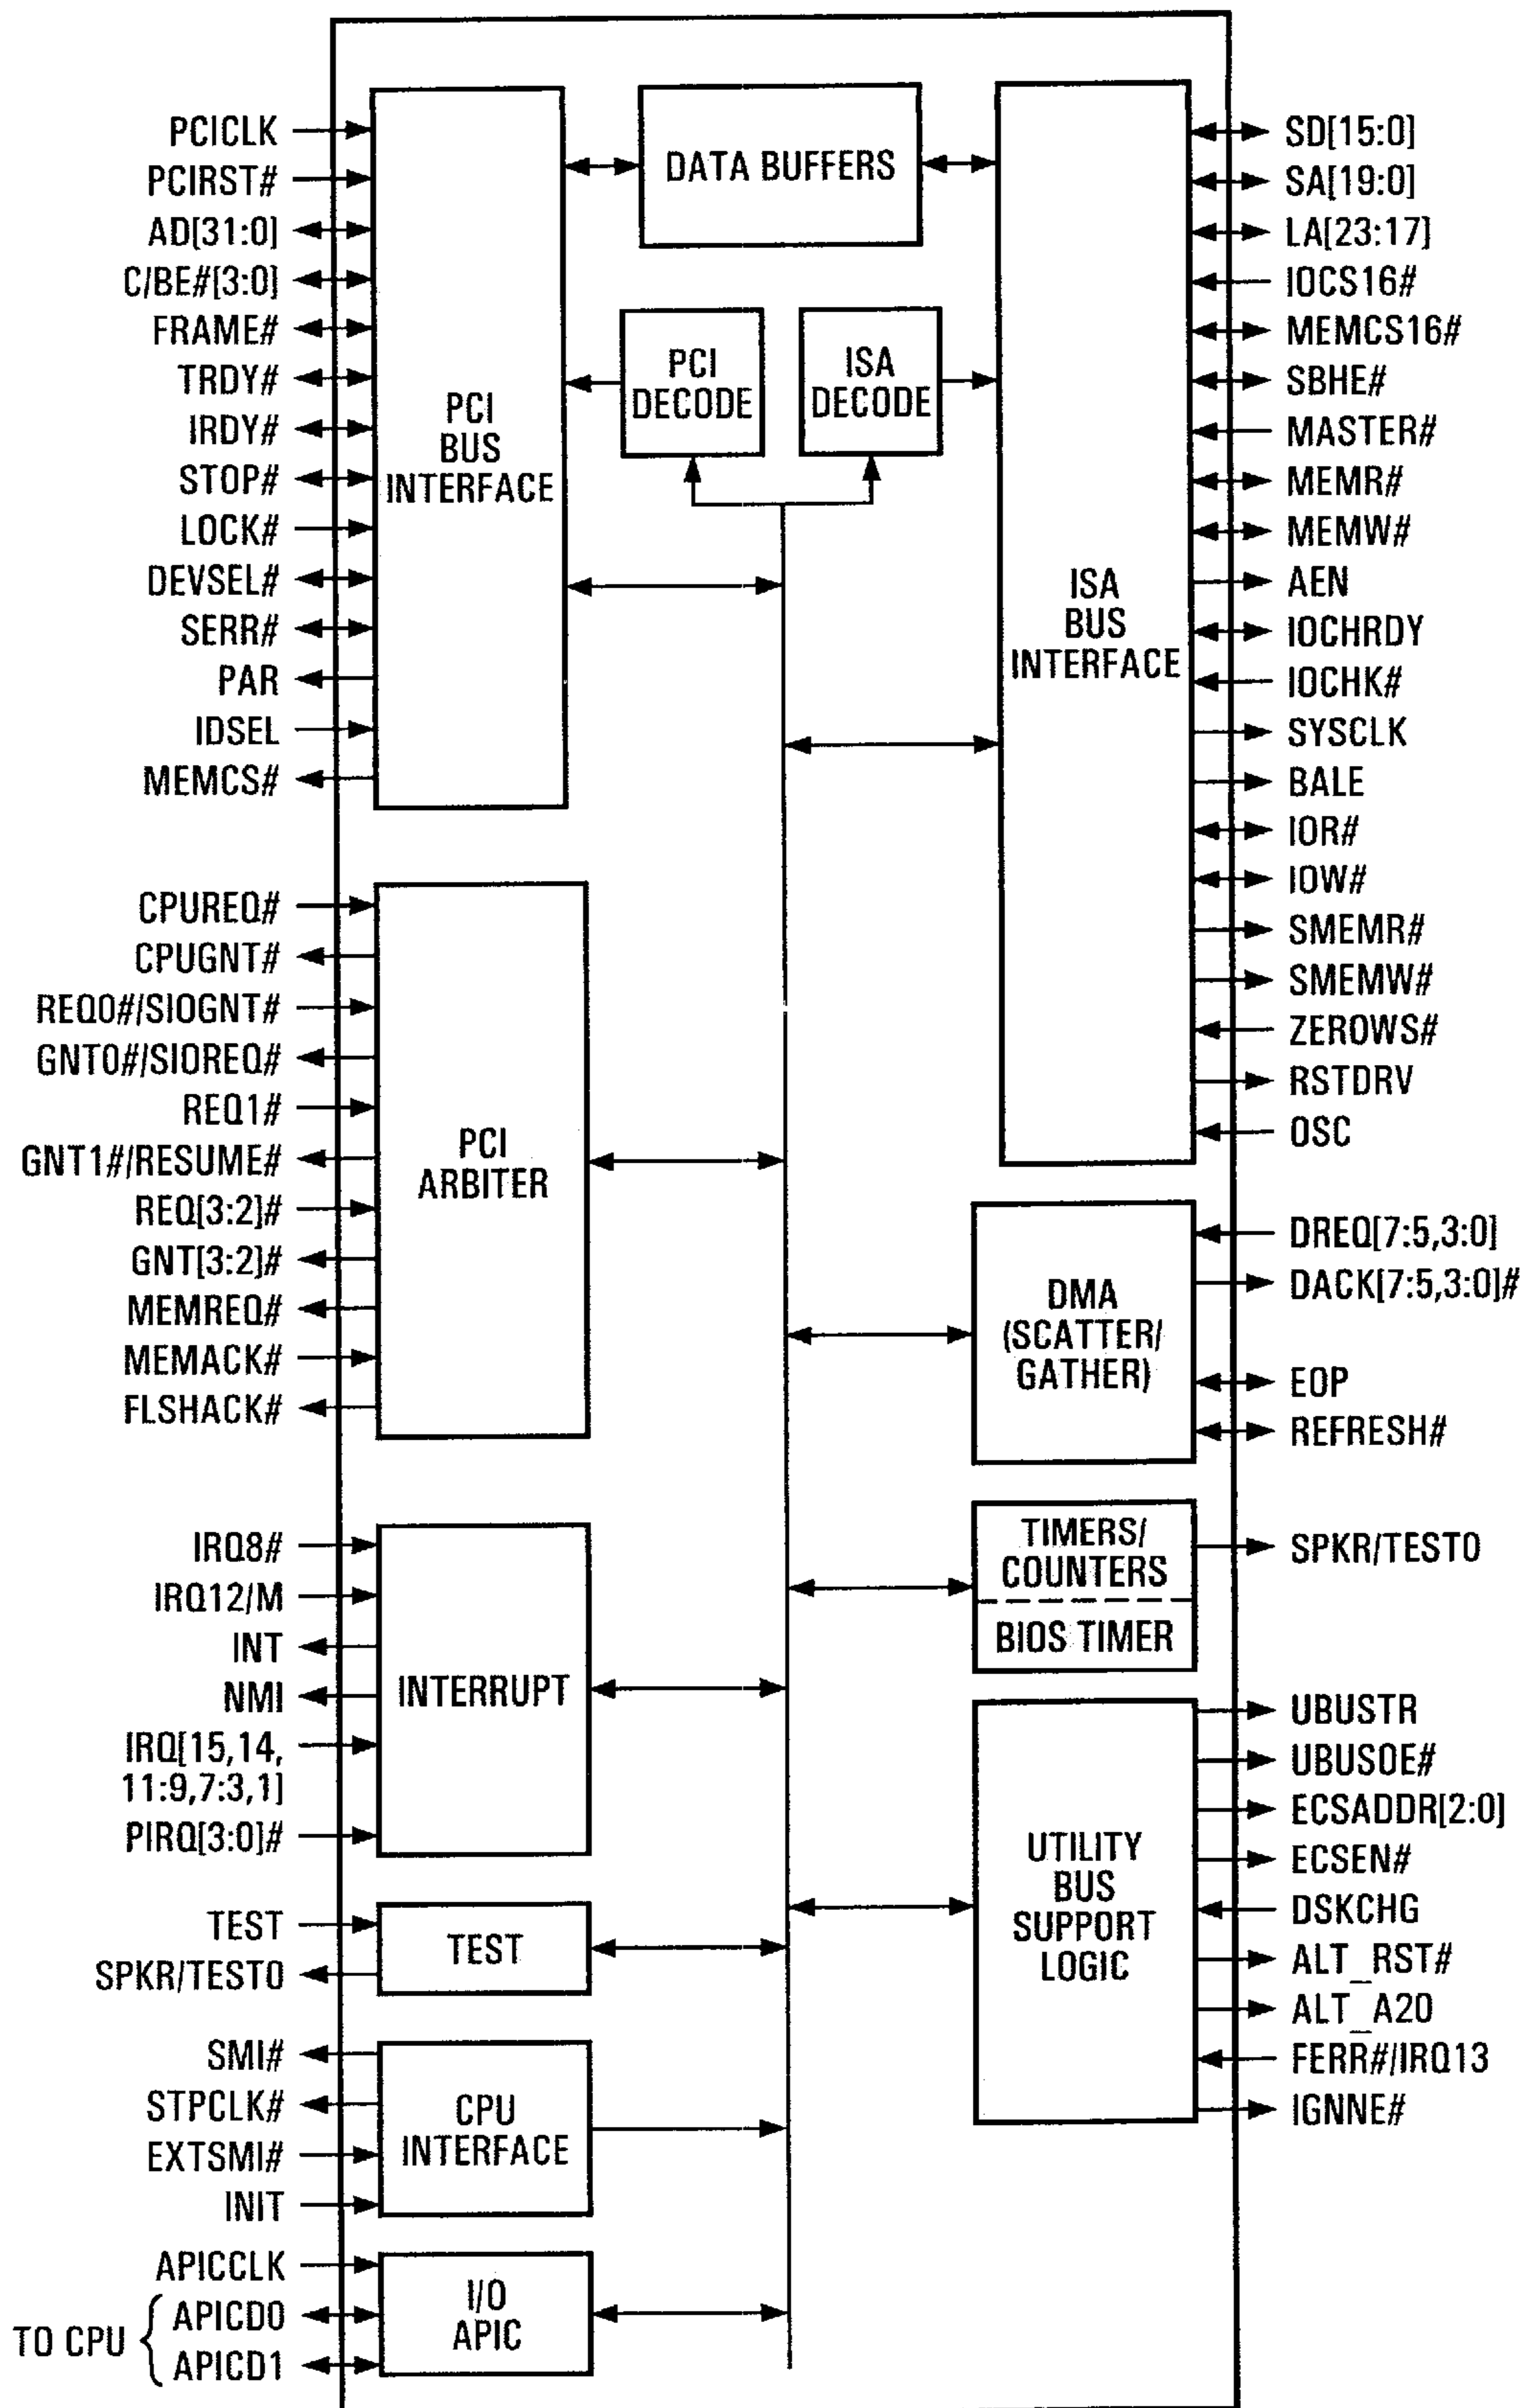 PCICLK
PCIRST#
AD[31:0]
C/BE#[3:0]
FRAME#
TRDY#
IRDY#
STOP#
LOCK#
DEVSEL#
SERR#
PAR
IDSEL
MEMCS#
PCI
BUS
INTERFACE
DATA BUFFERS
PCI
DECODE
ISA
DECODE
ISA
BUS
INTERFACE
SD[15:0]
SA[19:0]
LA[23:17]
IOCS16#
MEMCS16#
SBHE#
MASTER#
MEMR#
MEMW#
AEN
IOCHRDY
IOCHK#
SYSCLK
BALE
IOR#
IOW#
SMEMR#
SMEMW#
ZEROWS#
RSTDRV
OSC
CPUREQ#
CPUGNT#
REQ0#/SIOGNT#
GNT0#/SIOREQ#
REQ1#
GNT1#/RESUME#
REQ[3:2]#
GNT[3:2]#
MEMREQ#
MEMACK#
FLSHACK#
PCI
ARBITER
DMA
(SCATTER/
GATHER)
DREQ[7:5,3:0]
DACK[7:5,3:0]#
EOP
REFRESH#
IRQ8#
IRQ12/M
INT
NMI
IRQ[15,14,
11:9,7:3,1]
PIRQ[3:0]#
INTERRUPT
TIMERS/
COUNTERS
BIOS TIMER
SPKR/TESTO
TEST
SPKR/TESTO
TEST
UTILITY
BUS
SUPPORT
LOGIC
UBUSTR
UBUSOE#
ECSADDR[2:0]
ECSEN#
DSKCHG
ALT_RST#
ALT_A20
FERR#/IRQ13
IGNNE#
SMI#
STPCLK#
EXTSMI#
INIT
CPU
INTERFACE
APICCLK
TO CPU
APICD0
APICD1
I/O
APIC